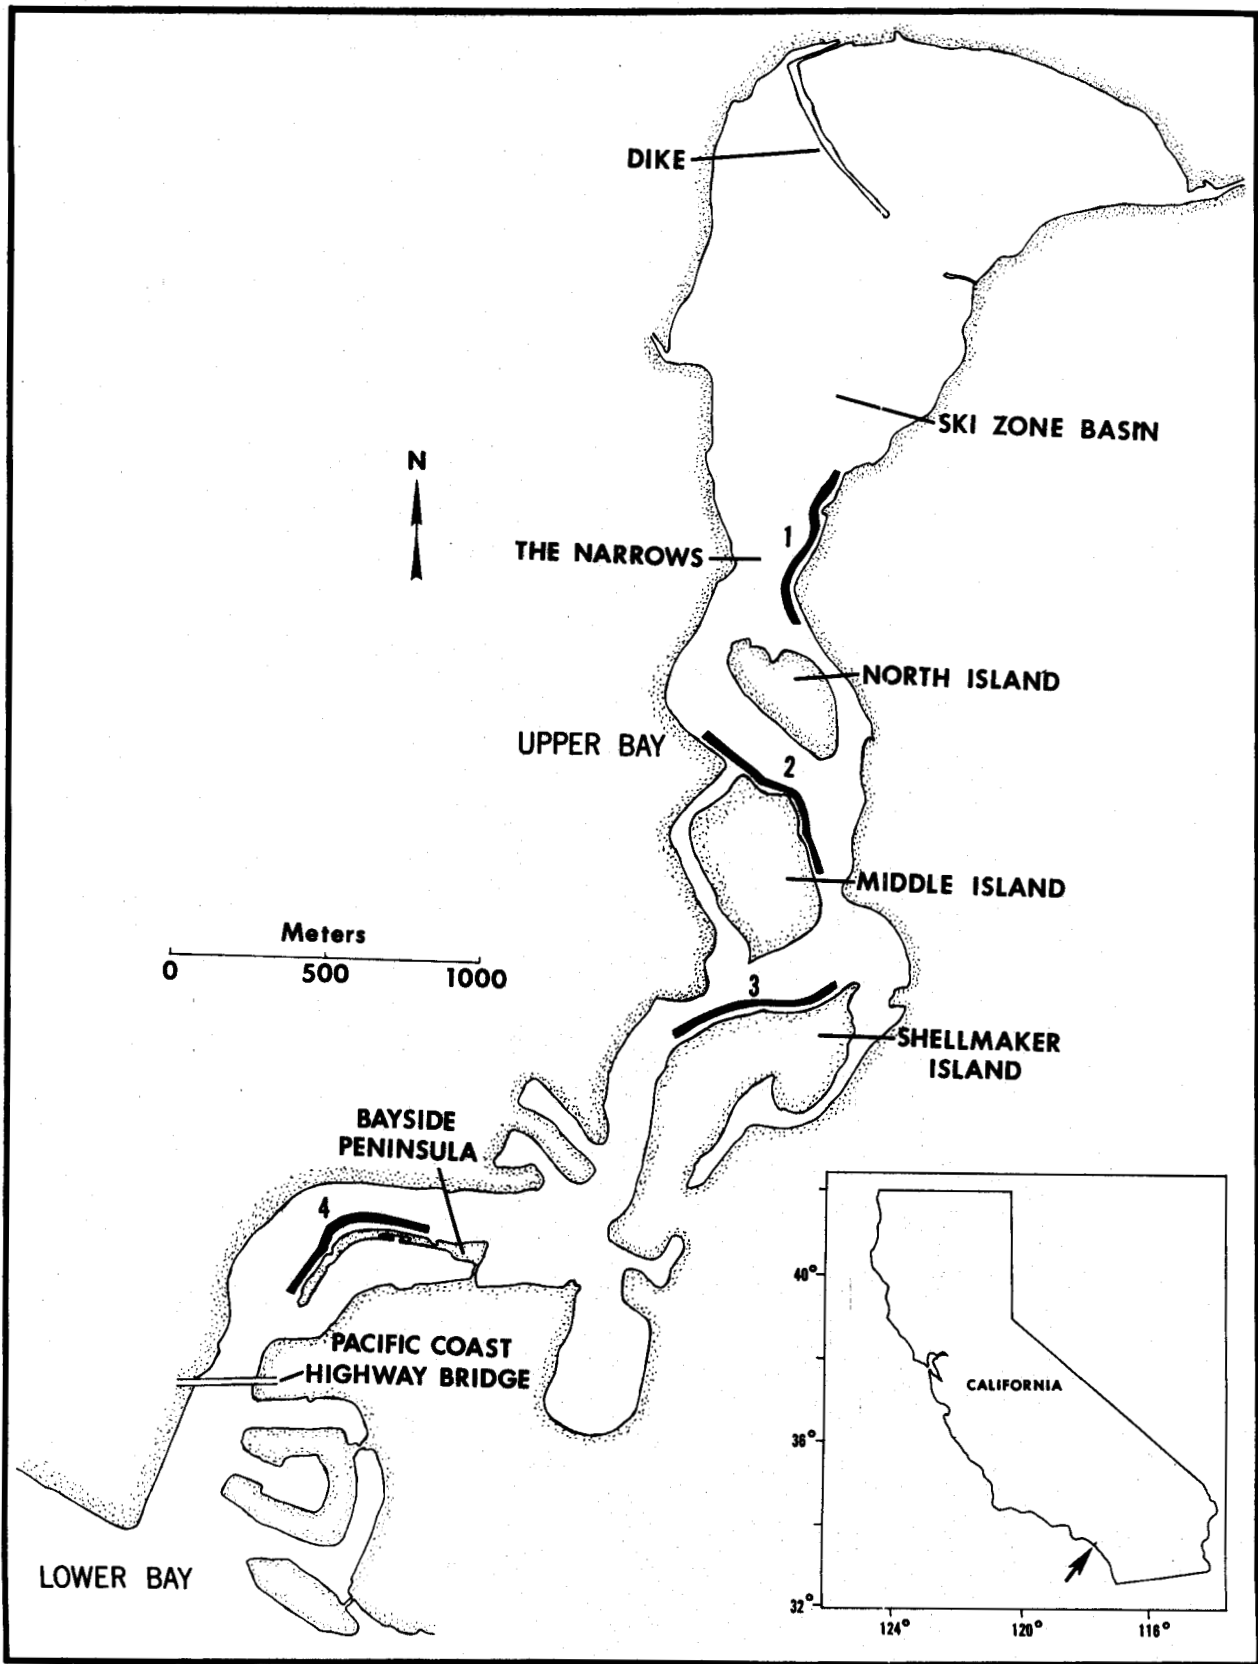 DIKE
SKI ZONE BASIN
N
1
THE NARROWS
NORTH ISLAND
UPPER BAY
2
MIDDLE ISLAND
Meters
0 500 1000
3
SHELLMAKER
ISLAND
BAYSIDE
PENINSULA
4
PACIFIC COAST
HIGHWAY BRIDGE
40°
CALIFORNIA
36°
LOWER BAY
32°
124° 120° 116°